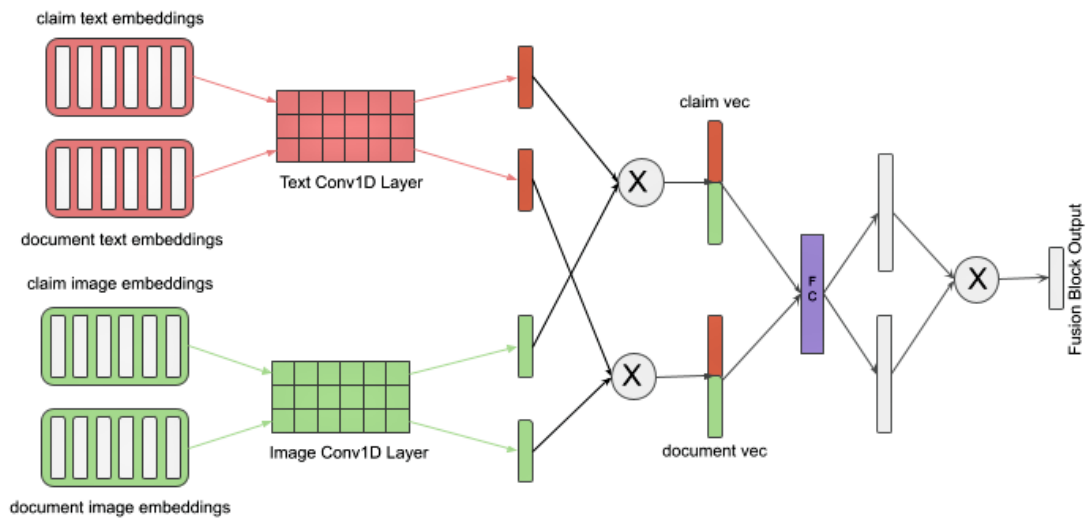 claim text embeddings
document text embeddings
Text Conv1D Layer
claim image embeddings
document image embeddings
Image Conv1D Layer
X
X
claim vec
document vec
F
C
X
Fusion Block Output